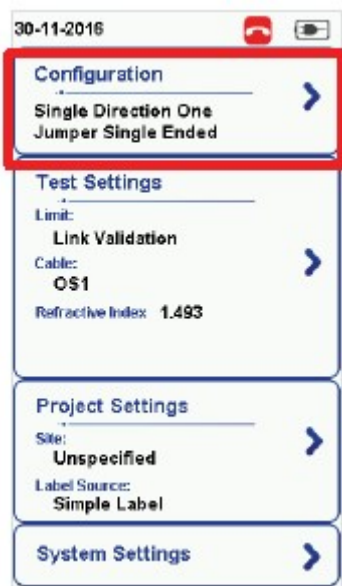 30-11-2016
Configuration
Single Direction One
Jumper Single Ended
Test Settings
Limit:
Link Validation
Cable:
OS1
Refractive Index 1.493
Project Settings
Site:
Unspecified
Label Source:
Simple Label
System Settings